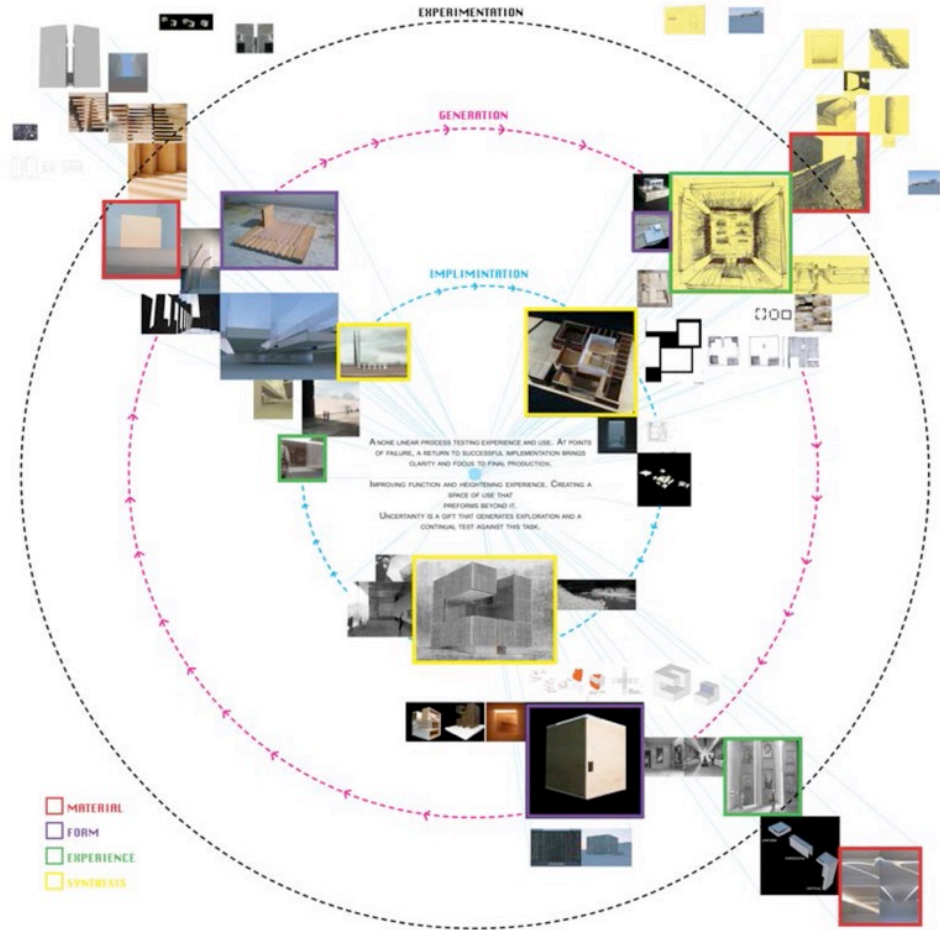 EXPERIMENTATION
GENERATION
IMPLIMINTATION
A NONE LINEAR PROCESS TESTING EXPERIENCE AND USE. AT POINTS
OF FAILURE, A RETURN TO SUCCESSFUL IMPLEMENTATION BRINGS
CLARITY AND FOCUS TO FINAL PRODUCTION.
IMPROVING FUNCTION AND HEIGHTENING EXPERIENCE. CREATING A
SPACE OF USE THAT
PREFORMS BEYOND IT.
UNCERTAINTY IS A GIFT THAT GENERATES EXPLORATION AND A
CONTINUAL TEST AGAINST THIS TASK.
MATERIAL
FORM
EXPERIENCE
SYNTHESIS